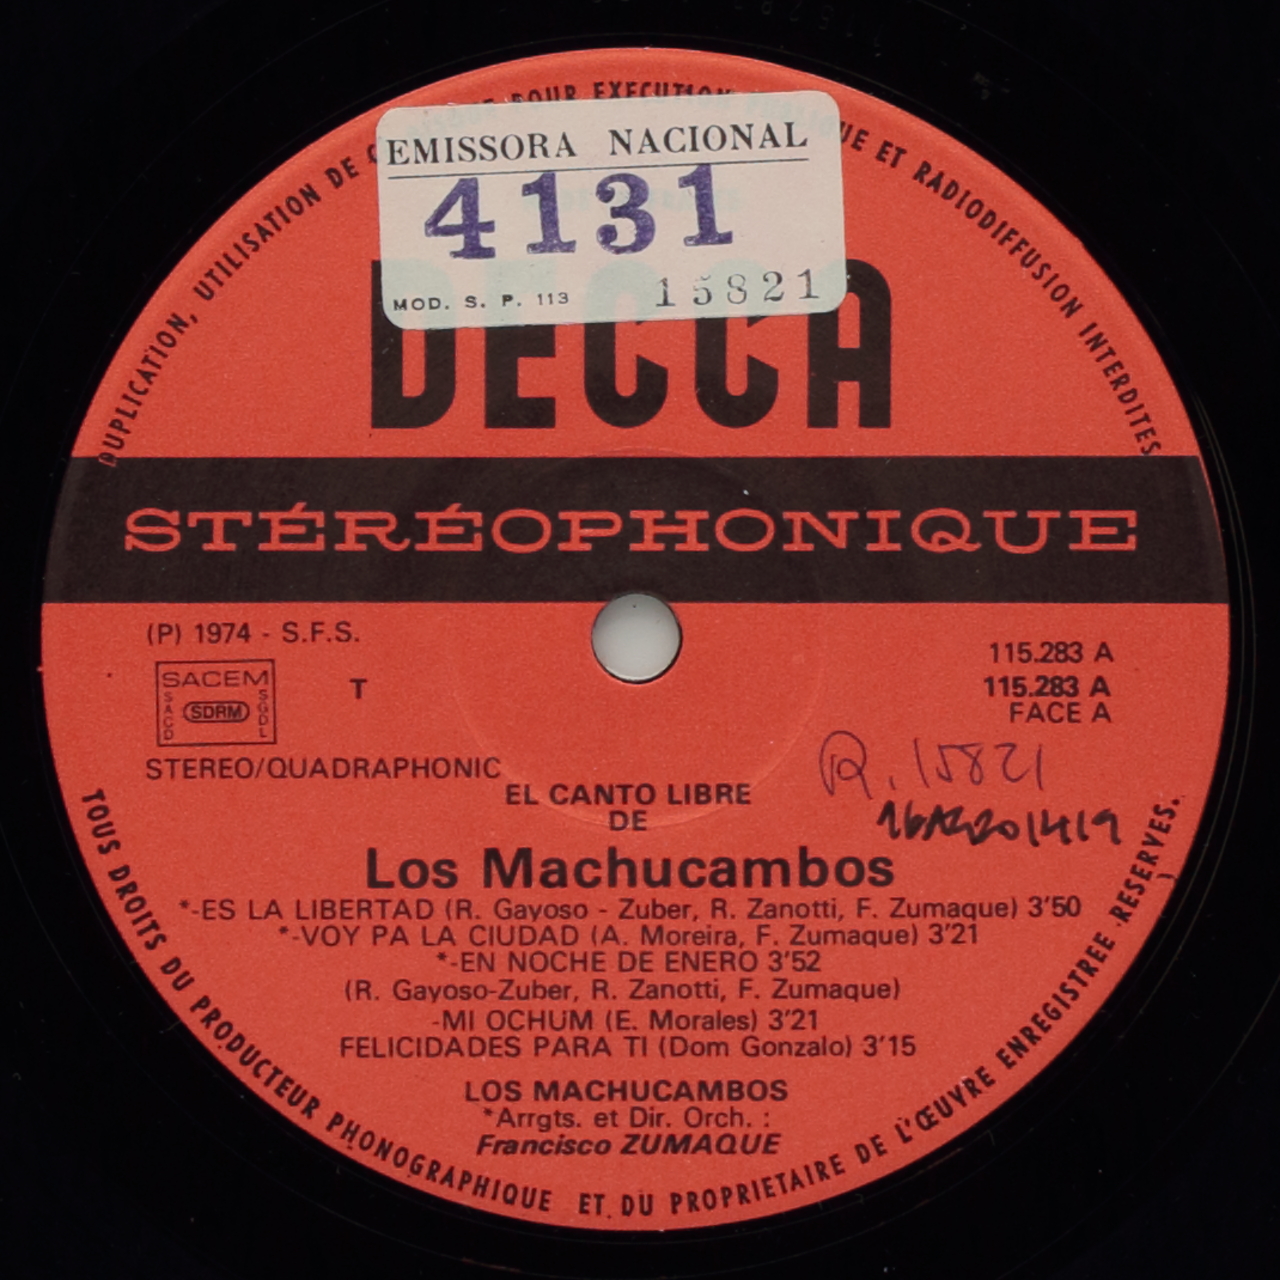 DUPLICATION, UTILISATION DE POUR EXECUTION ET RADIODIFFUSION INTERDITES
EMISSORA NACIONAL
4131
MOD. S. P. 113 15821
DECCA
STÉRÉOPHONIQUE
(P) 1974 - S.F.S.
115.283 A
SACEM
SACD SDRM SGDL
T
115.283 A
FACE A
STEREO/QUADRAPHONIC
R. 15821
EL CANTO LIBRE
DE
Los Machucambos
*-ES LA LIBERTAD (R. Gayoso - Zuber, R. Zanotti, F. Zumaque) 3'50
*-VOY PA LA CIUDAD (A. Moreira, F. Zumaque) 3'21
*-EN NOCHE DE ENERO 3'52
(R. Gayoso-Zuber, R. Zanotti, F. Zumaque)
-MI OCHUM (E. Morales) 3'21
FELICIDADES PARA TI (Dom Gonzalo) 3'15
LOS MACHUCAMBOS
*Arrgts. et Dir. Orch. :
Francisco ZUMAQUE
TOUS DROITS DU PRODUCTEUR PHONOGRAPHIQUE ET DU PROPRIETAIRE DE L'ŒUVRE ENREGISTREE RESERVES.